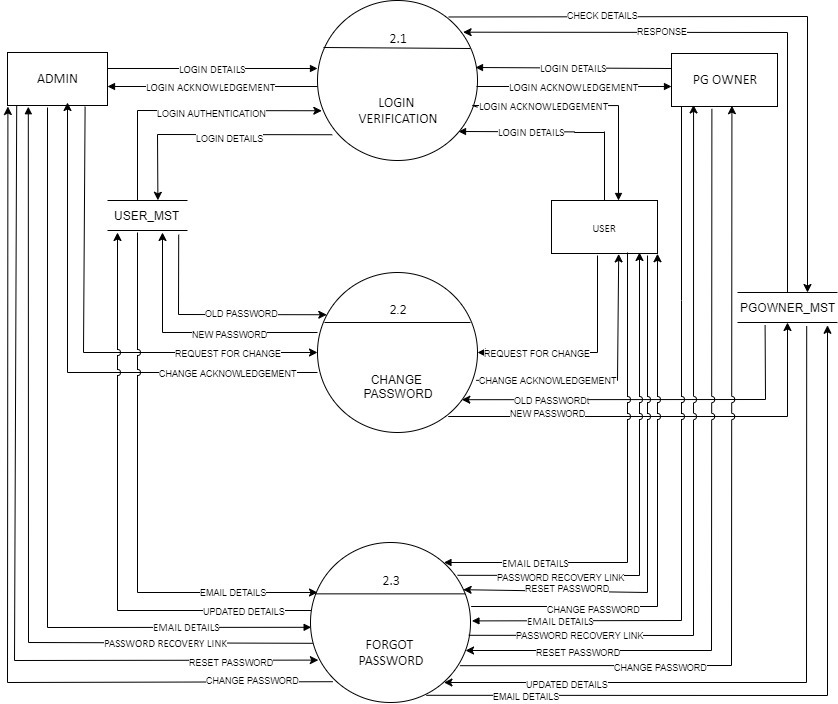 CHECK DETAILS
RESPONSE
2.1
LOGIN
VERIFICATION
ADMIN
PG OWNER
LOGIN DETAILS
LOGIN DETAILS
LOGIN ACKNOWLEDGEMENT
LOGIN ACKNOWLEDGEMENT
LOGIN AUTHENTICATION
LOGIN ACKNOWLEDGEMENT
LOGIN DETAILS
LOGIN DETAILS
USER_MST
USER
PGOWNER_MST
2.2
CHANGE
PASSWORD
OLD PASSWORD
NEW PASSWORD
REQUEST FOR CHANGE
REQUEST FOR CHANGE
CHANGE ACKNOWLEDGEMENT
CHANGE ACKNOWLEDGEMENT
OLD PASSWORD
NEW PASSWORD
2.3
FORGOT
PASSWORD
EMAIL DETAILS
PASSWORD RECOVERY LINK
RESET PASSWORD
EMAIL DETAILS
UPDATED DETAILS
CHANGE PASSWORD
EMAIL DETAILS
EMAIL DETAILS
PASSWORD RECOVERY LINK
PASSWORD RECOVERY LINK
RESET PASSWORD
RESET PASSWORD
CHANGE PASSWORD
CHANGE PASSWORD
UPDATED DETAILS
EMAIL DETAILS